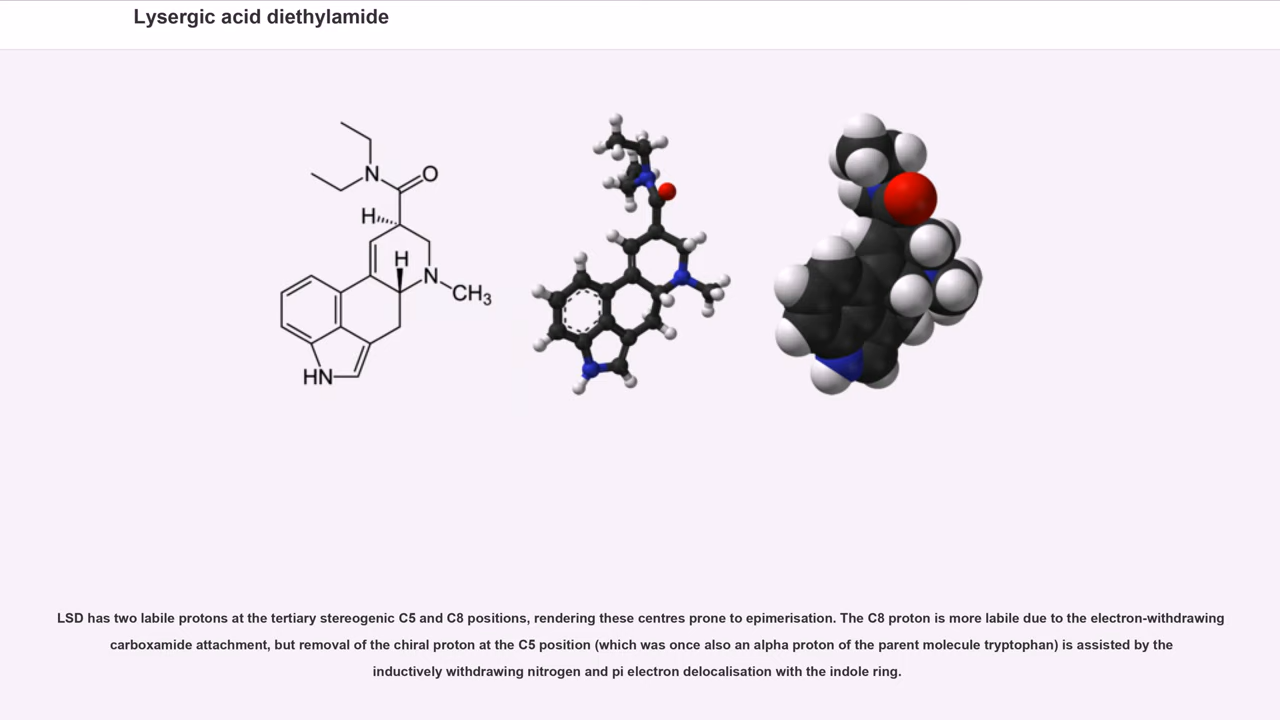 Lysergic acid diethylamide
N
O
H
H
N
CH3
HN
LSD has two labile protons at the tertiary stereogenic C5 and C8 positions, rendering these centres prone to epimerisation. The C8 proton is more labile due to the electron-withdrawing
carboxamide attachment, but removal of the chiral proton at the C5 position (which was once also an alpha proton of the parent molecule tryptophan) is assisted by the
inductively withdrawing nitrogen and pi electron delocalisation with the indole ring.